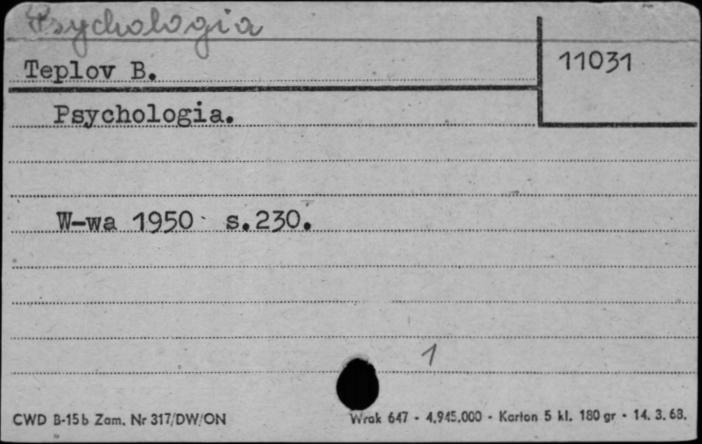 Psychologia
Teplov B.
11031
Psychologia.
W-wa 1950 s.230.
1
CWD B-15b Zam. Nr 317/DW/ON
Wrak 647 - 4.945.000 - Karton 5 kl. 180 gr - 14. 3. 68.